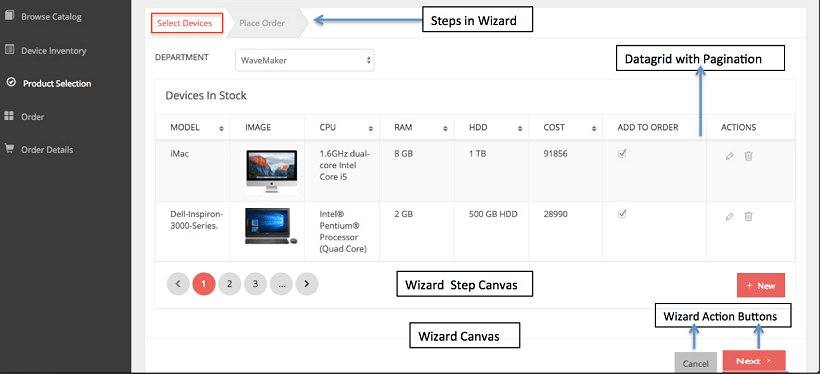 Browse Catalog
Device Inventory
Product Selection
Order
Order Details
Select Devices
Place Order
Steps in Wizard
DEPARTMENT
WaveMaker
Datagrid with Pagination
Devices In Stock
MODEL IMAGE CPU RAM HDD COST ADD TO ORDER ACTIONS
iMac 1.6GHz dual- 8 GB 1 TB 91856
core Intel
Core i5
Dell-Inspiron- Intel® 2 GB 500 GB HDD 28990
3000-Series. Pentium®
Processor
(Quad Core)
< 1 2 3 ... >
Wizard Step Canvas
+ New
Wizard Action Buttons
Wizard Canvas
Cancel
Next >